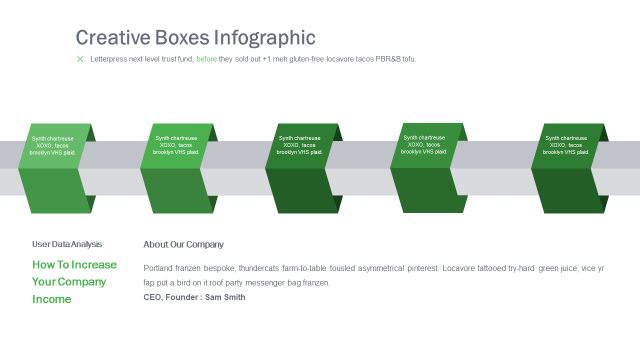 Creative Boxes Infographic
Letterpress next level trust fund, before they sold out +1 meh gluten-free locavore tacos PBR&B tofu.
Synth chartreuse
XOXO, tacos
brooklyn VHS plaid.
Synth chartreuse
XOXO, tacos
brooklyn VHS plaid.
Synth chartreuse
XOXO, tacos
brooklyn VHS plaid.
Synth chartreuse
XOXO, tacos
brooklyn VHS plaid.
Synth chartreuse
XOXO, tacos
brooklyn VHS plaid.
User Data Analysis
How To Increase
Your Company
Income
About Our Company
Portland franzen bespoke, thundercats farm-to-table tousled asymmetrical pinterest. Locavore tattooed try-hard green juice, vice yr
fap put a bird on it roof party messenger bag franzen.
CEO, Founder : Sam Smith